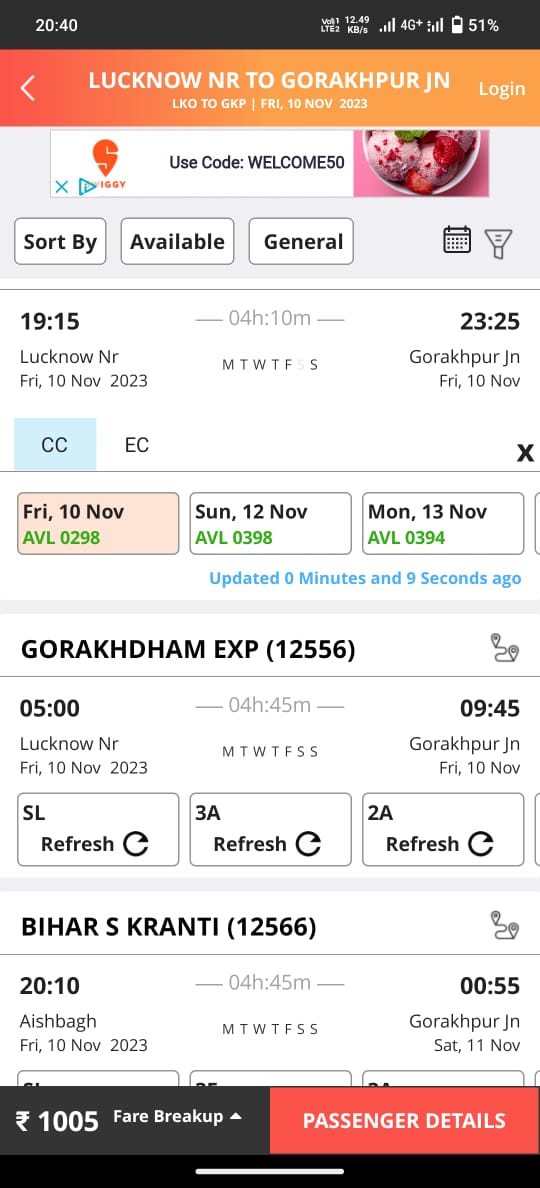 20:40
Vo)) 1 LTE2 12.49 KB/s 4G+ 51%
LUCKNOW NR TO GORAKHPUR JN
Login
LKO TO GKP | FRI, 10 NOV 2023
Use Code: WELCOME50
WIGGY
Sort By Available General
19:15 04h:10m 23:25
Lucknow Nr M T W T F S S Gorakhpur Jn
Fri, 10 Nov 2023 Fri, 10 Nov
CC EC X
Fri, 10 Nov Sun, 12 Nov Mon, 13 Nov
AVL 0298 AVL 0398 AVL 0394
Updated 0 Minutes and 9 Seconds ago
GORAKHDHAM EXP (12556)
05:00 04h:45m 09:45
Lucknow Nr M T W T F S S Gorakhpur Jn
Fri, 10 Nov 2023 Fri, 10 Nov
SL 3A 2A
Refresh Refresh Refresh
BIHAR S KRANTI (12566)
20:10 04h:45m 00:55
Aishbagh M T W T F S S Gorakhpur Jn
Fri, 10 Nov 2023 Sat, 11 Nov
₹ 1005 Fare Breakup PASSENGER DETAILS